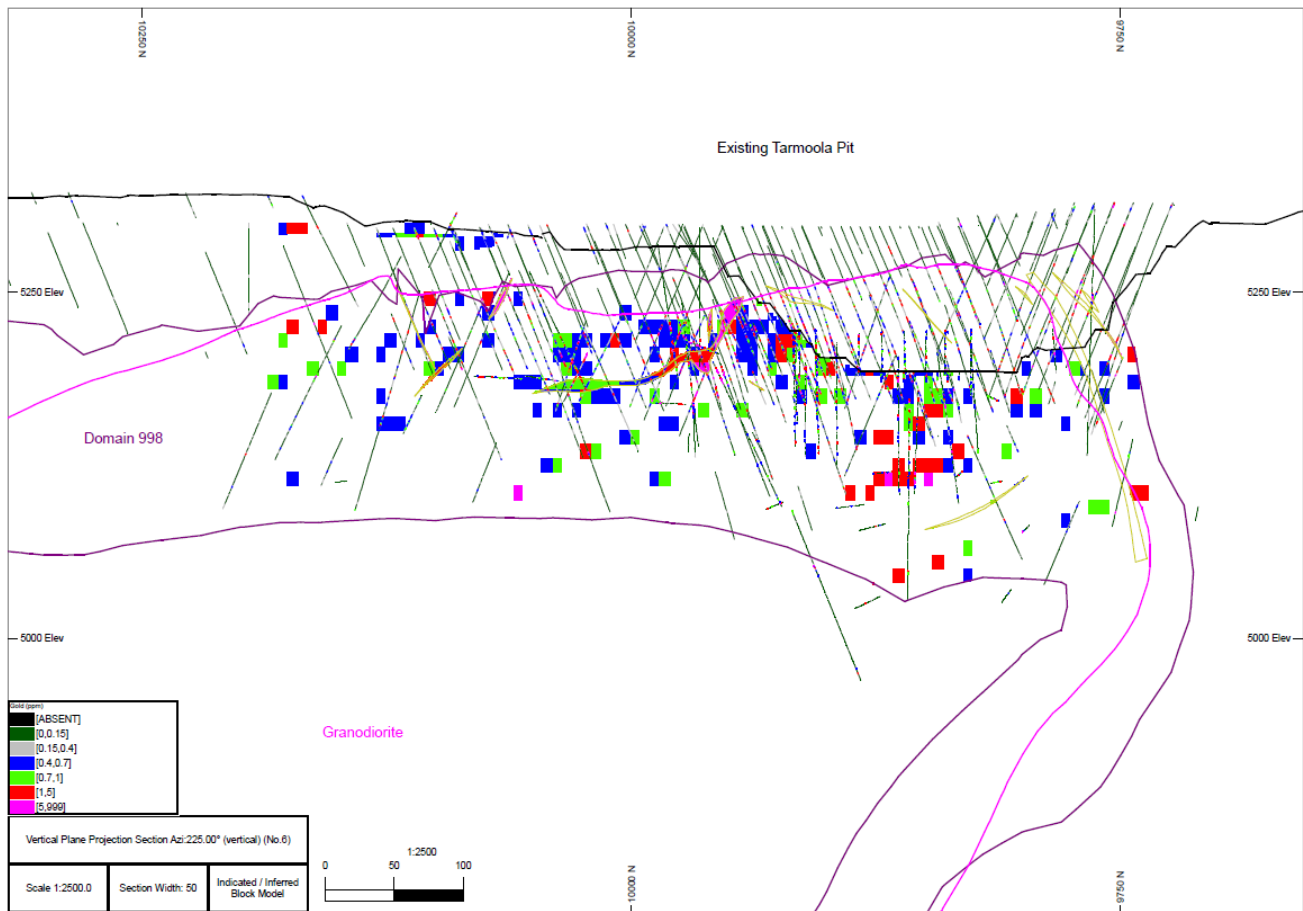 10250 N
10000 N
9750 N
Existing Tarmoola Pit
5250 Elev
5250 Elev
Domain 998
5000 Elev
5000 Elev
Granodiorite
Gold (ppm)
[ABSENT]
[0,0.15]
[0.15,0.4]
[0.4,0.7]
[0.7,1]
[1,5]
[5,999]
Vertical Plane Projection Section Azi:225.00° (vertical) (No.6)
Scale 1:2500.0
Section Width: 50
Indicated / Inferred
Block Model
1:2500
0 50 100
10000 N
9750 N